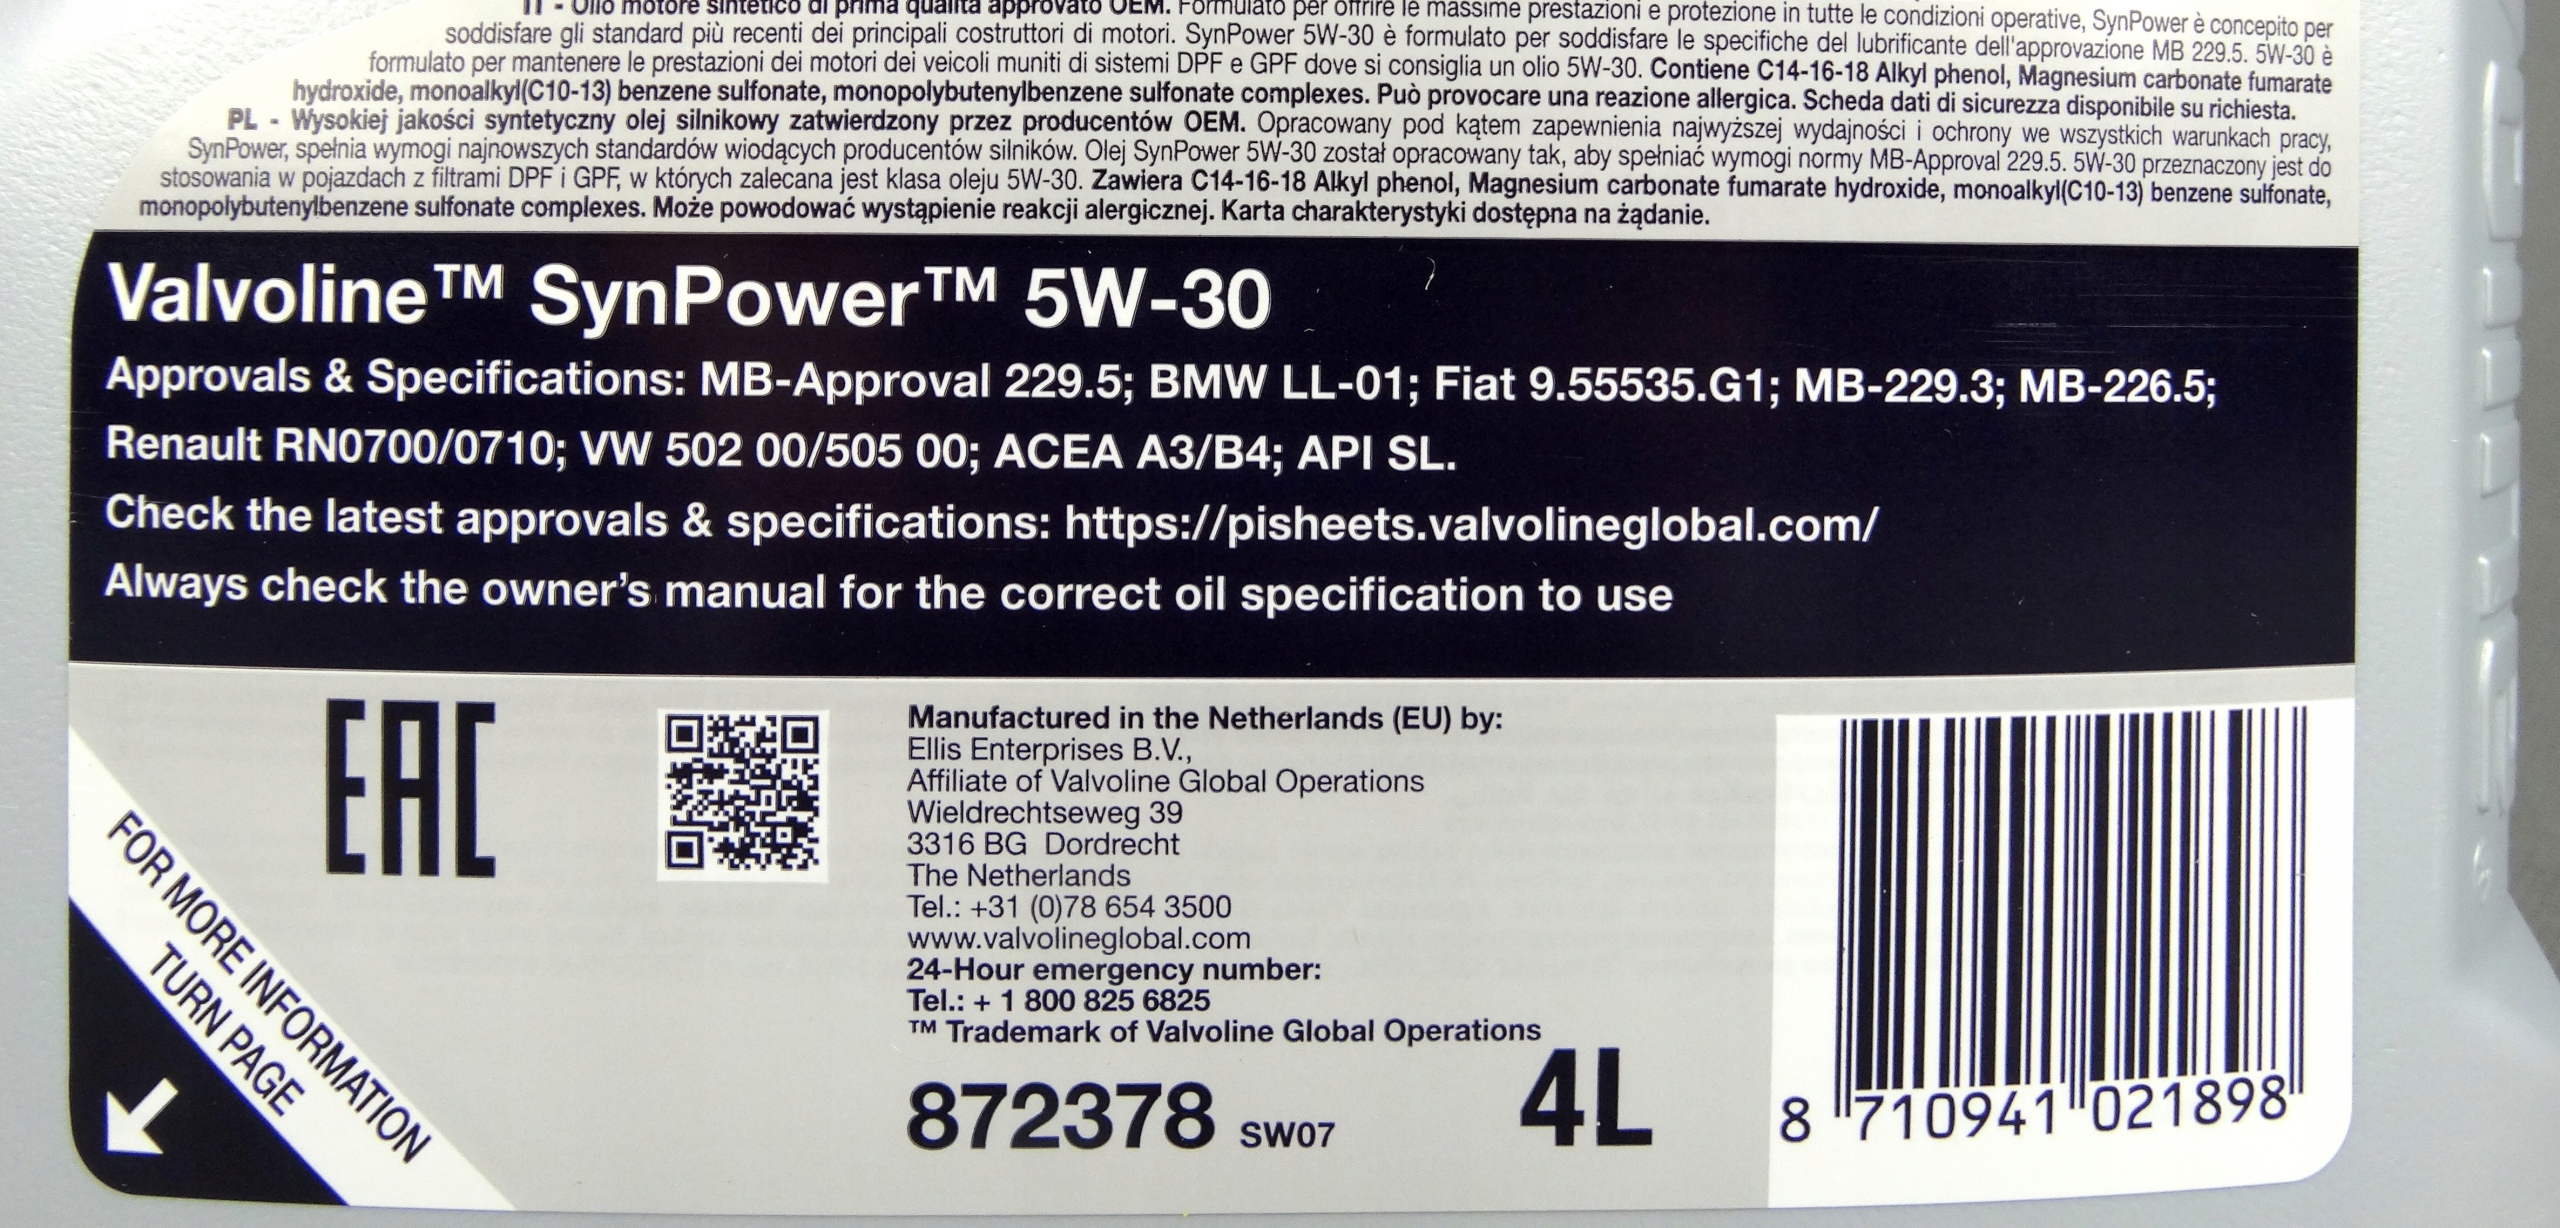 IT - Olio motore sintetico di prima qualità approvato OEM. Formulato per offrire le massime prestazioni e protezione in tutte le condizioni operative, SynPower è concepito per
soddisfare gli standard più recenti dei principali costruttori di motori. SynPower 5W-30 è formulato per soddisfare le specifiche del lubrificante dell'approvazione MB 229.5. 5W-30 è
formulato per mantenere le prestazioni dei motori dei veicoli muniti di sistemi DPF e GPF dove si consiglia un olio 5W-30. Contiene C14-16-18 Alkyl phenol, Magnesium carbonate fumarate
hydroxide, monoalkyl(C10-13) benzene sulfonate, monopolybutenylbenzene sulfonate complexes. Può provocare una reazione allergica. Scheda dati di sicurezza disponibile su richiesta.
PL - Wysokiej jakości syntetyczny olej silnikowy zatwierdzony przez producentów OEM. Opracowany pod kątem zapewnienia najwyższej wydajności i ochrony we wszystkich warunkach pracy,
SynPower, spełnia wymogi najnowszych standardów wiodących producentów silników. Olej SynPower 5W-30 został opracowany tak, aby spełniać wymogi normy MB-Approval 229.5. 5W-30 przeznaczony jest do
stosowania w pojazdach z filtrami DPF i GPF, w których zalecana jest klasa oleju 5W-30. Zawiera C14-16-18 Alkyl phenol, Magnesium carbonate fumarate hydroxide, monoalkyl(C10-13) benzene sulfonate,
monopolybutenylbenzene sulfonate complexes. Może powodować wystąpienie reakcji alergicznej. Karta charakterystyki dostępna na żądanie.
Valvoline™ SynPower™ 5W-30
Approvals & Specifications: MB-Approval 229.5; BMW LL-01; Fiat 9.55535.G1; MB-229.3; MB-226.5;
Renault RN0700/0710; VW 502 00/505 00; ACEA A3/B4; API SL.
Check the latest approvals & specifications: https://pisheets.valvolineglobal.com/
Always check the owner's manual for the correct oil specification to use
EAC
FOR MORE INFORMATION
TURN PAGE
Manufactured in the Netherlands (EU) by:
Ellis Enterprises B.V.,
Affiliate of Valvoline Global Operations
Wieldrechtseweg 39
3316 BG Dordrecht
The Netherlands
Tel.: +31 (0)78 654 3500
www.valvolineglobal.com
24-Hour emergency number:
Tel.: + 1 800 825 6825
™ Trademark of Valvoline Global Operations
872378 SW07 4L
8 710941 021898